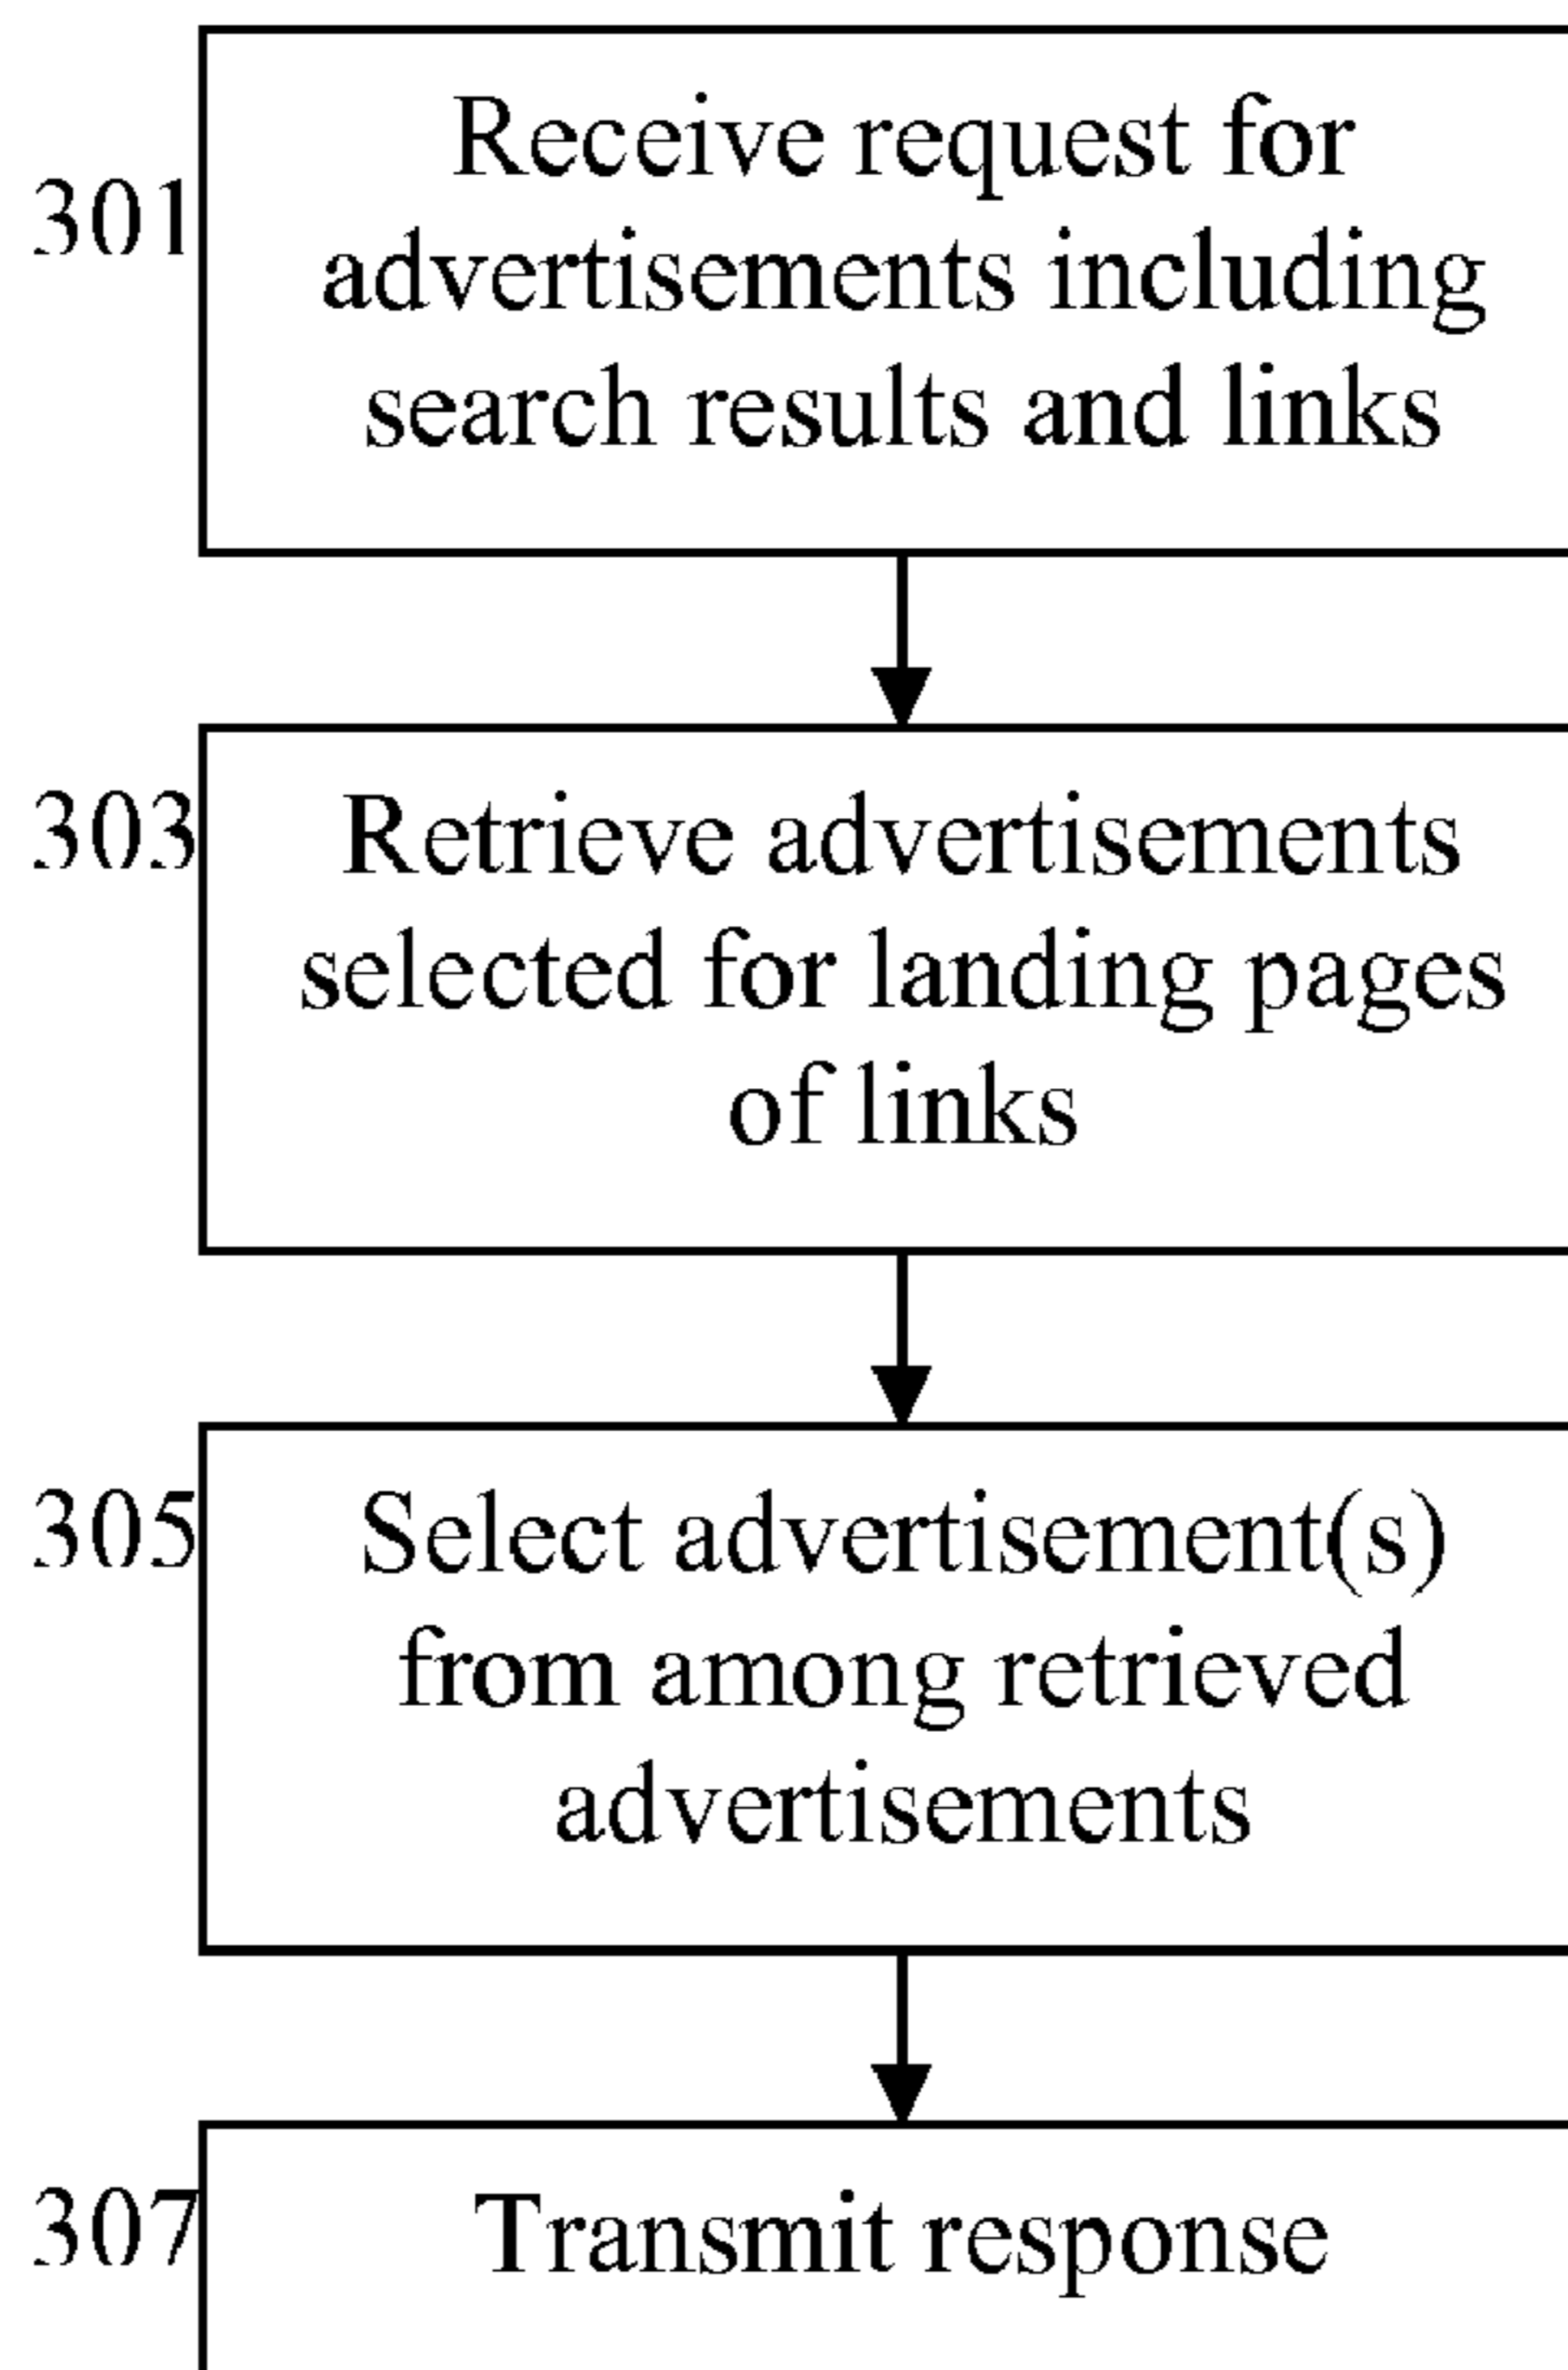 301
Receive request for
advertisements including
search results and links
303
Retrieve advertisements
selected for landing pages
of links
305
Select advertisement(s)
from among retrieved
advertisements
307
Transmit response